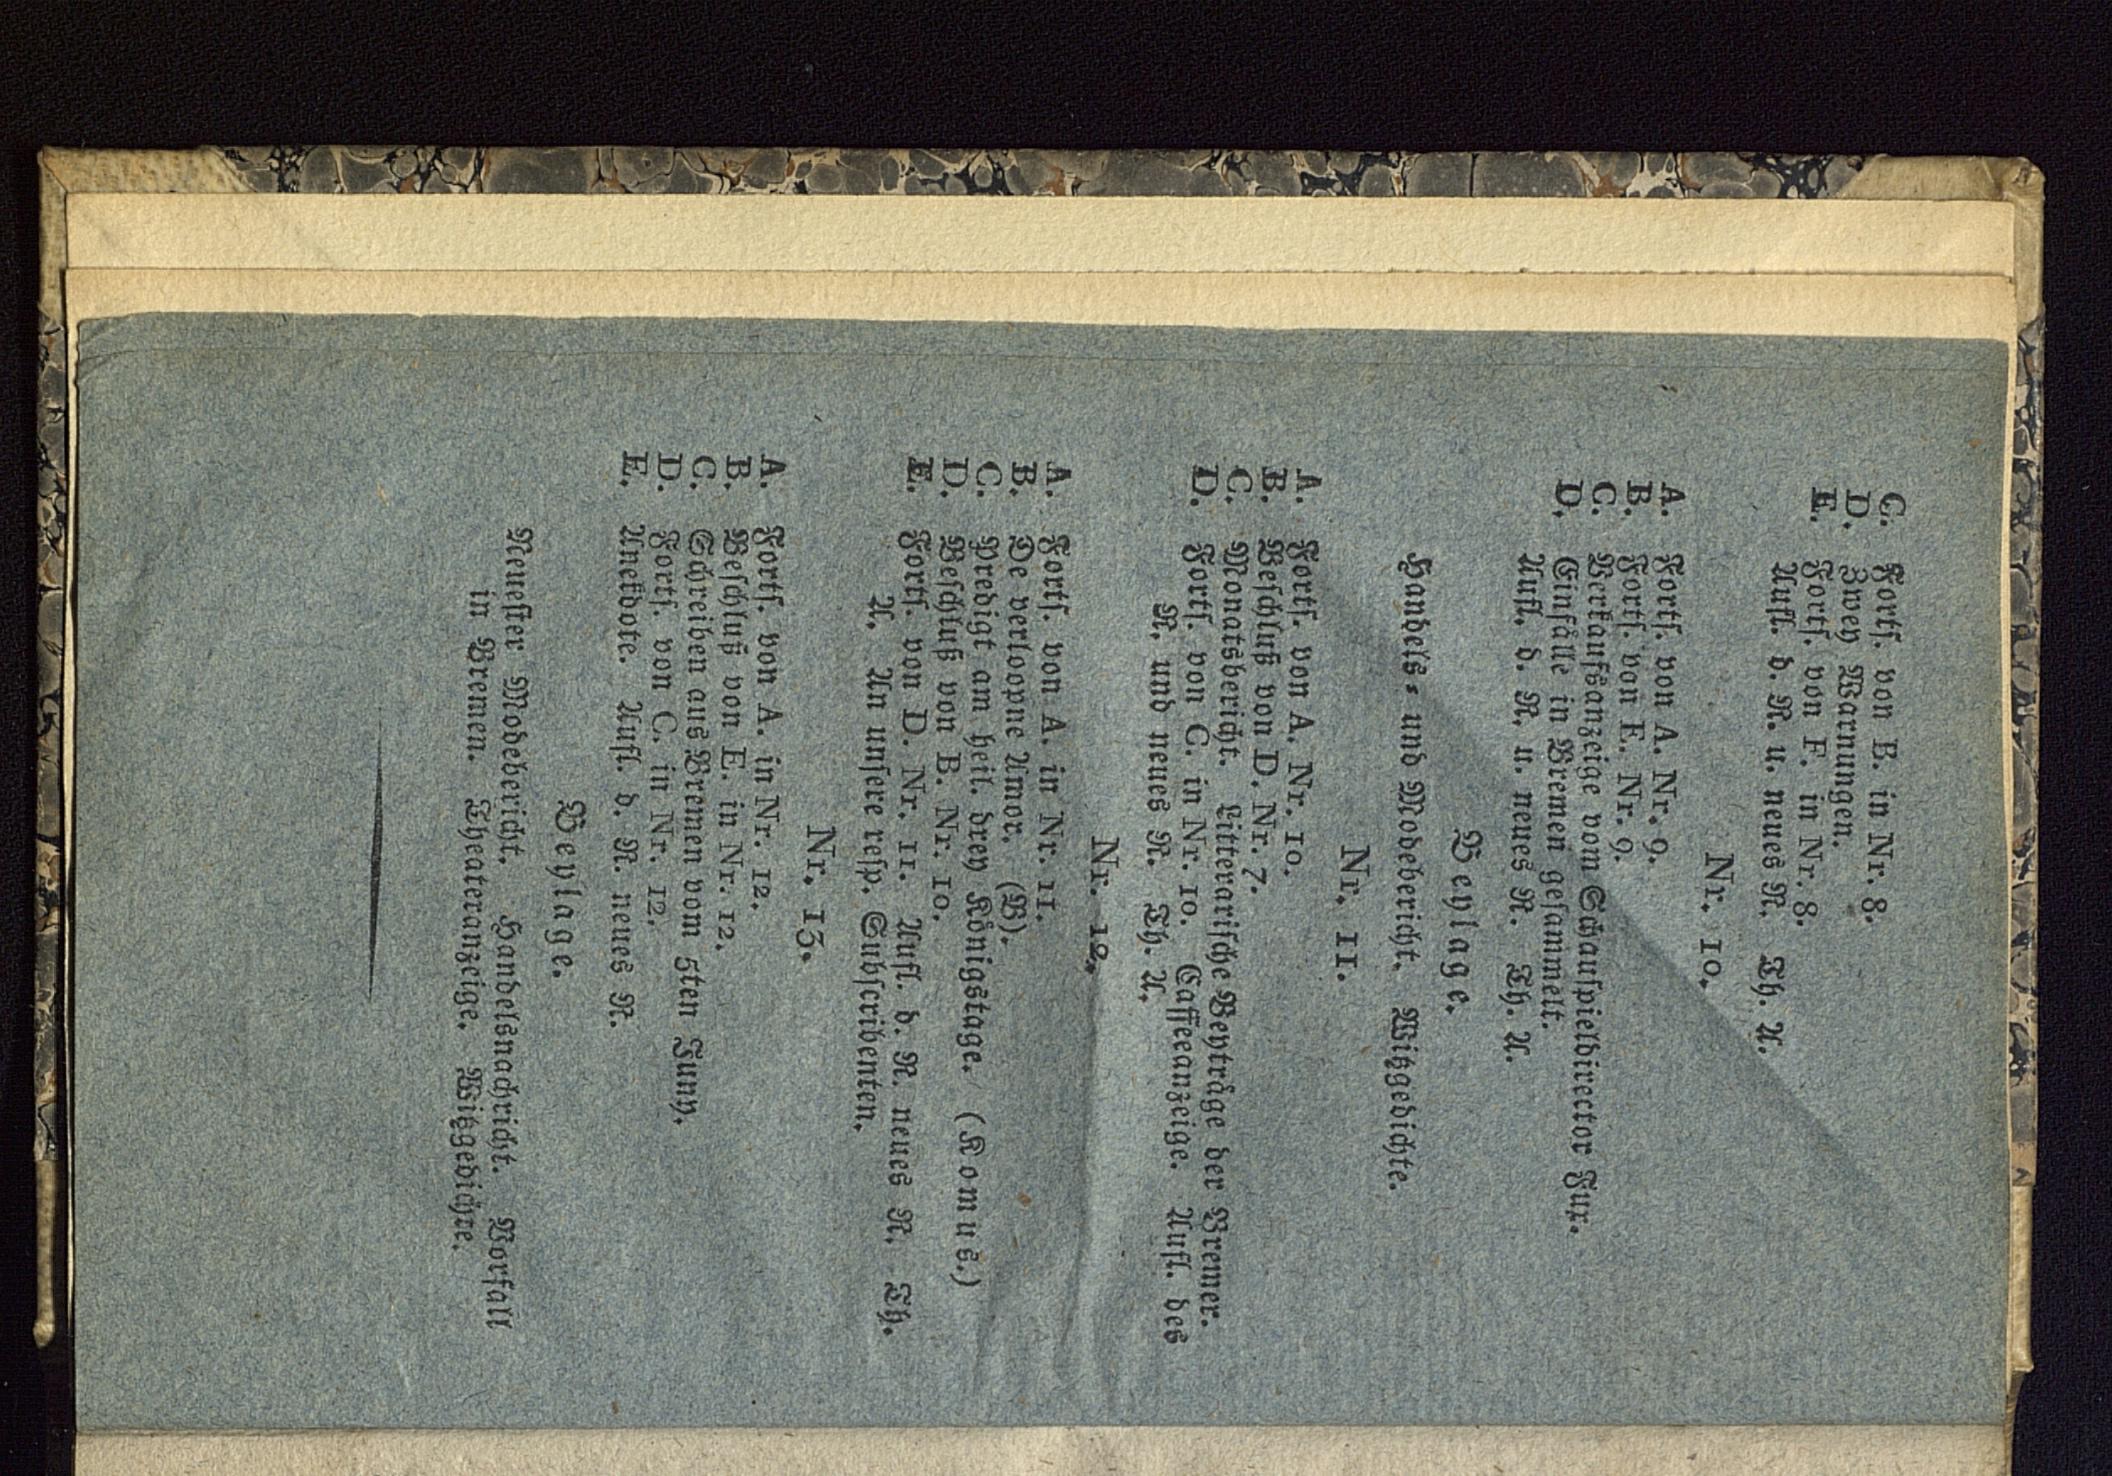 C. Fortſ. von B. in Nr. 8.
D. Zwey Warnungen.
E. Fortſ. von F. in Nr. 8.
Aufl. d. R. u. neues R. Th. A.
Nr. 10.
A. Fortſ. von A. Nr. 9.
B. Fortſ. von E. Nr. 9.
C. Verkaufsanzeige vom Schauſpieldirector Fux.
D. Einfälle in Bremen geſammelt.
Aufl. d. R. u. neues R. Th. A.
Beylage.
Handels- und Modebericht. Witzgedichte.
Nr. 11.
A. Fortſ. von A. Nr. 10.
B. Beſchluß von D. Nr. 7.
C. Monatsbericht. Litterariſche Beyträge der Bremer.
D. Fortſ. von C. in Nr. 10. Caffeeanzeige. Aufl. des
R. und neues R. Th. A.
Nr. 12.
A. Fortſ. von A. in Nr. 11.
B. De verloopne Amor. (B).
C. Predigt am heil. drey Königstage. (Komus.)
D. Beſchluß von B. Nr. 10.
E. Fortſ. von D. Nr. 11. Aufl. d. R. neues R. Th.
A. An unſere reſp. Subſcribenten.
Nr. 13.
A. Fortſ. von A. in Nr. 12.
B. Beſchluß von E. in Nr. 12.
C. Schreiben aus Bremen vom 5ten Juny.
D. Fortſ. von C. in Nr. 12.
E. Anekdote. Aufl. d. R. neues R.
Beylage.
Neueſter Modebericht. Handelsnachricht. Vorfall
in Bremen. Theateranzeige. Witzgedichte.